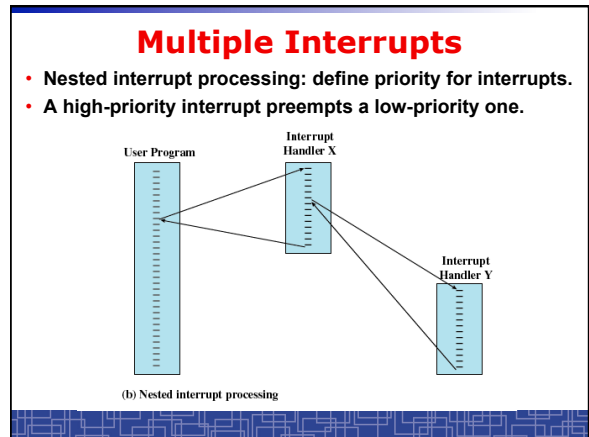 Multiple Interrupts
• Nested interrupt processing: define priority for interrupts.
• A high-priority interrupt preempts a low-priority one.
User Program
Interrupt
Handler X
Interrupt
Handler Y
(b) Nested interrupt processing